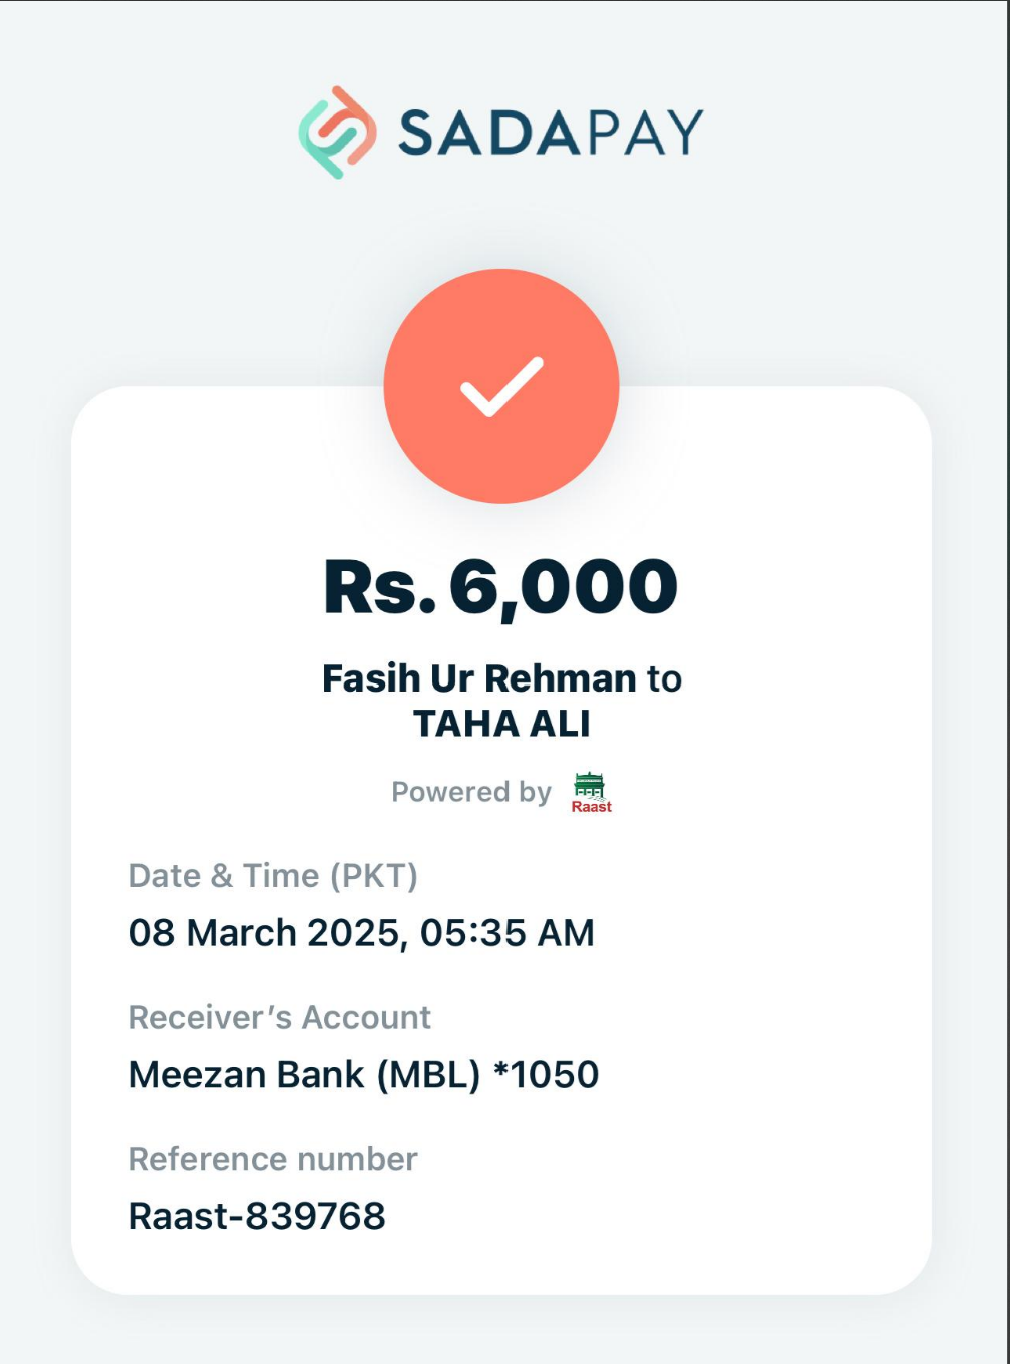 SADAPAY
Rs. 6,000
Fasih Ur Rehman to
TAHA ALI
Powered by Raast
Date & Time (PKT)
08 March 2025, 05:35 AM
Receiver’s Account
Meezan Bank (MBL) *1050
Reference number
Raast-839768